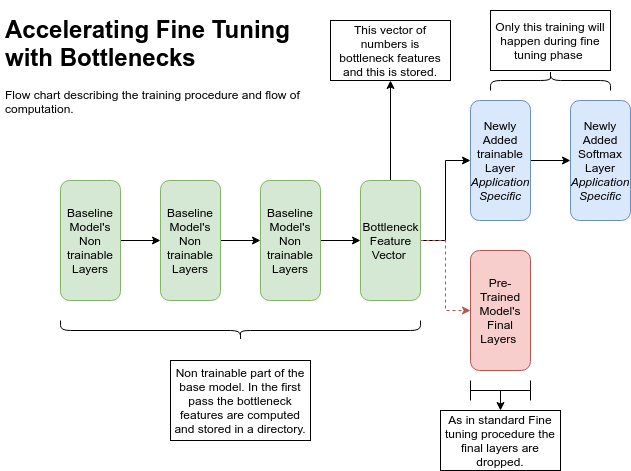 Accelerating Fine Tuning
with Bottlenecks
Flow chart describing the training procedure and flow of
computation.
This vector of
numbers is
bottleneck features
and this is stored.
Only this training will
happen during fine
tuning phase
Newly
Added
trainable
Layer
Application
Specific
Newly
Added
Softmax
Layer
Application
Specific
Baseline
Model's
Non
trainable
Layers
Baseline
Model's
Non
trainable
Layers
Baseline
Model's
Non
trainable
Layers
Bottleneck
Feature
Vector
Pre-
Trained
Model's
Final
Layers
Non trainable part of the
base model. In the first
pass the bottleneck
features are computed
and stored in a directory.
As in standard Fine
tuning procedure the
final layers are
dropped.